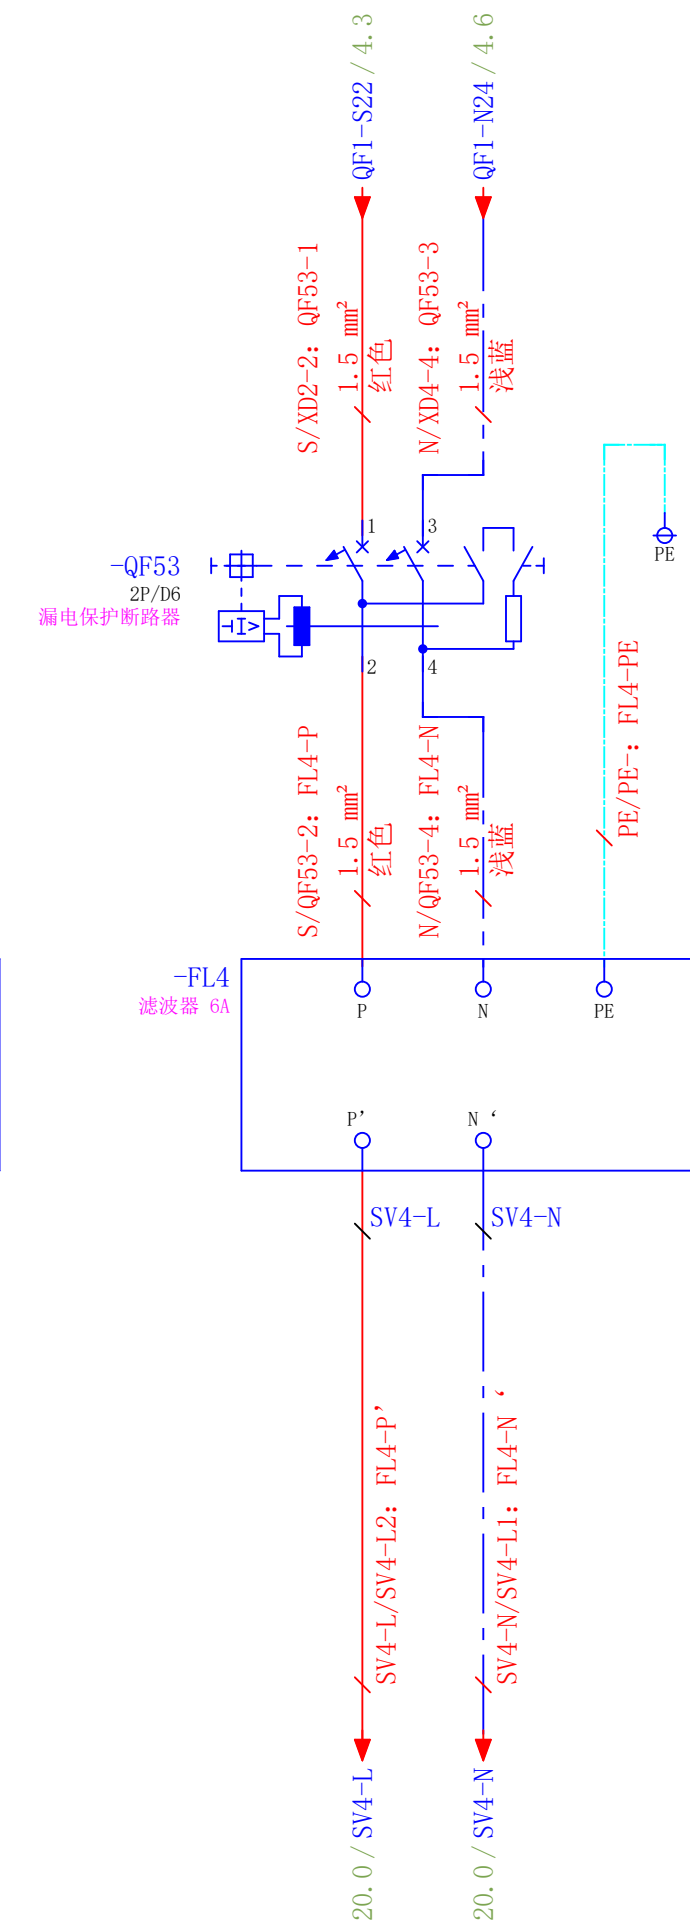 QF1-S22 / 4.3
QF1-N24 / 4.6
S/XD2-2: QF53-1
1.5 mm²
红色
N/XD4-4: QF53-3
1.5 mm²
浅蓝
1
3
-QF53
2P/D6
漏电保护断路器
PE
2
4
S/QF53-2: FL4-P
1.5 mm²
红色
N/QF53-4: FL4-N
1.5 mm²
浅蓝
PE/PE-: FL4-PE
-FL4
滤波器 6A
P
N
PE
P'
N ‘
SV4-L
SV4-N
SV4-L/SV4-L2: FL4-P'
SV4-N/SV4-L1: FL4-N ‘
20.0 / SV4-L
20.0 / SV4-N